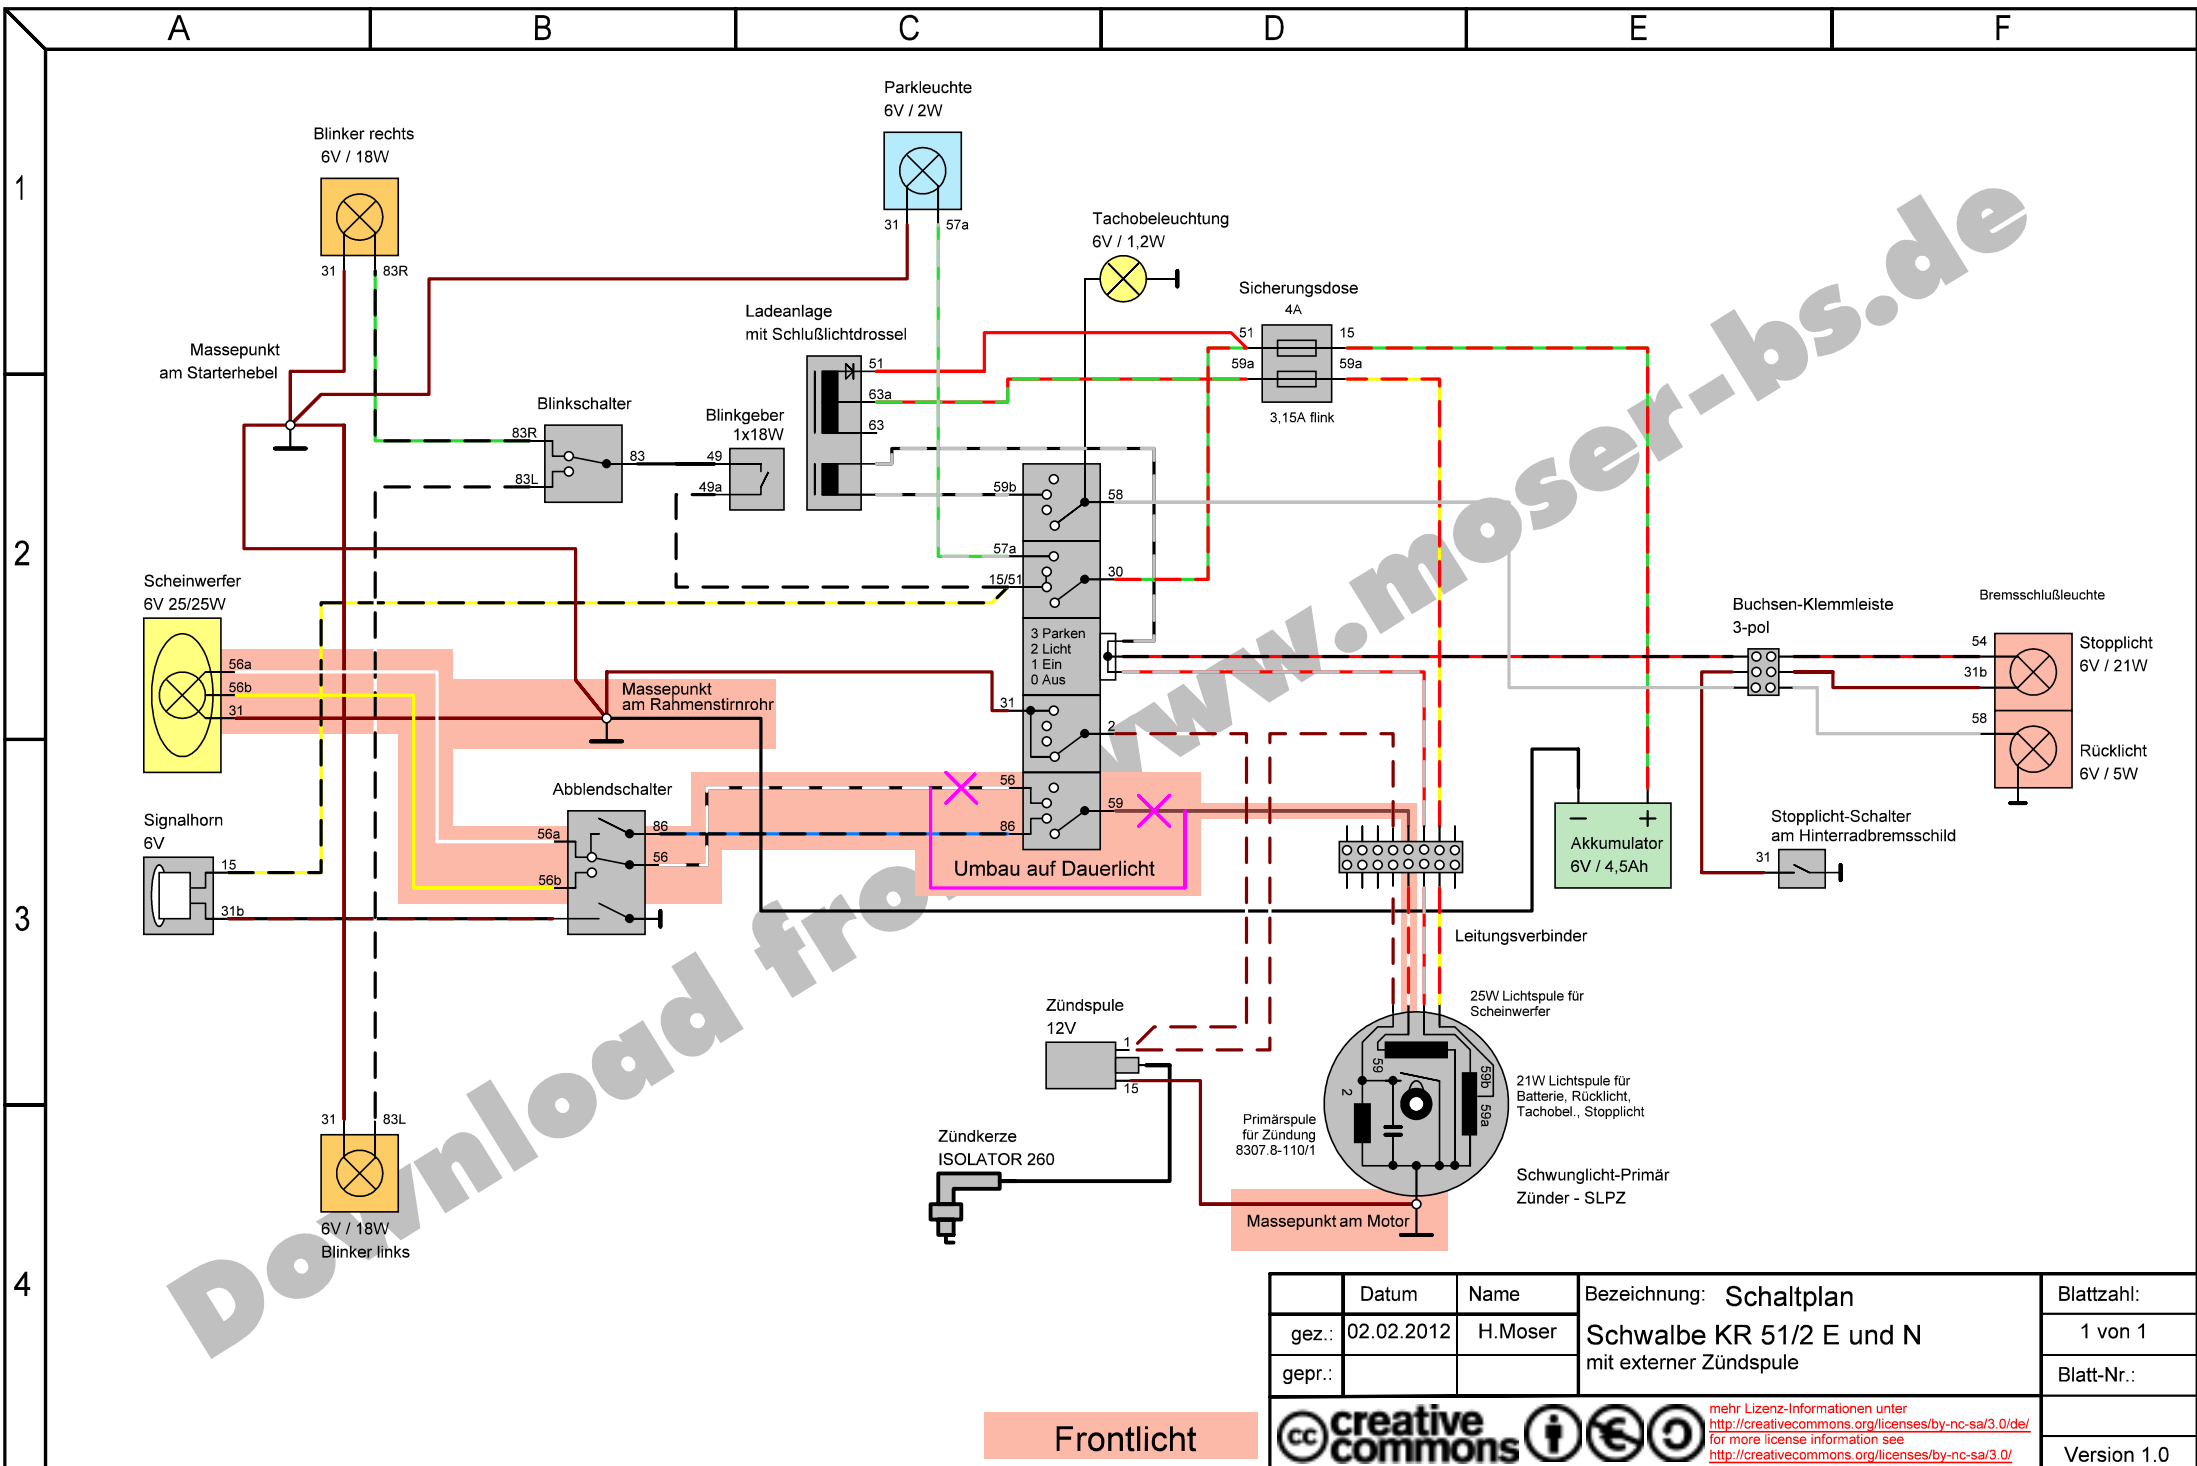 A B C D E F
1
2
3
4
Parkleuchte
6V / 2W
31 57a
Blinker rechts
6V / 18W
31 83R
Tachobeleuchtung
6V / 1,2W
Sicherungsdose
4A
51 15
59a 59a
3,15A flink
Ladeanlage
mit Schlußlichtdrossel
51
63a
63
Massepunkt
am Starterhebel
Blinkschalter
83R
83
83L
Blinkgeber
1x18W
49
49a
59b 58
57a
15/51 30
3 Parken
2 Licht
1 Ein
0 Aus
31 2
56 59
86
Scheinwerfer
6V 25/25W
56a
56b
31
Massepunkt
am Rahmenstirnrohr
Buchsen-Klemmleiste
3-pol
Bremsschlußleuchte
54
31b
58
Stopplicht
6V / 21W
Rücklicht
6V / 5W
Abblendschalter
56a 86
56
56b
Signalhorn
6V
15
31b
Umbau auf Dauerlicht
Akkumulator
6V / 4,5Ah
− +
Stopplicht-Schalter
am Hinterradbremsschild
31
Leitungsverbinder
Zündspule
12V
1
15
25W Lichtspule für
Scheinwerfer
59
2
59b
59a
21W Lichtspule für
Batterie, Rücklicht,
Tachobel., Stopplicht
Primärspule
für Zündung
8307.8-110/1
Schwunglicht-Primär
Zünder - SLPZ
Massepunkt am Motor
Zündkerze
ISOLATOR 260
31 83L
6V / 18W
Blinker links
Download from www.moser-bs.de
Frontlicht
Datum Name
gez.: 02.02.2012 H.Moser
gepr.:
Bezeichnung: Schaltplan
Schwalbe KR 51/2 E und N
mit externer Zündspule
Blattzahl:
1 von 1
Blatt-Nr.:
Version 1.0
cc creative
commons
mehr Lizenz-Informationen unter
http://creativecommons.org/licenses/by-nc-sa/3.0/de/
for more license information see
http://creativecommons.org/licenses/by-nc-sa/3.0/